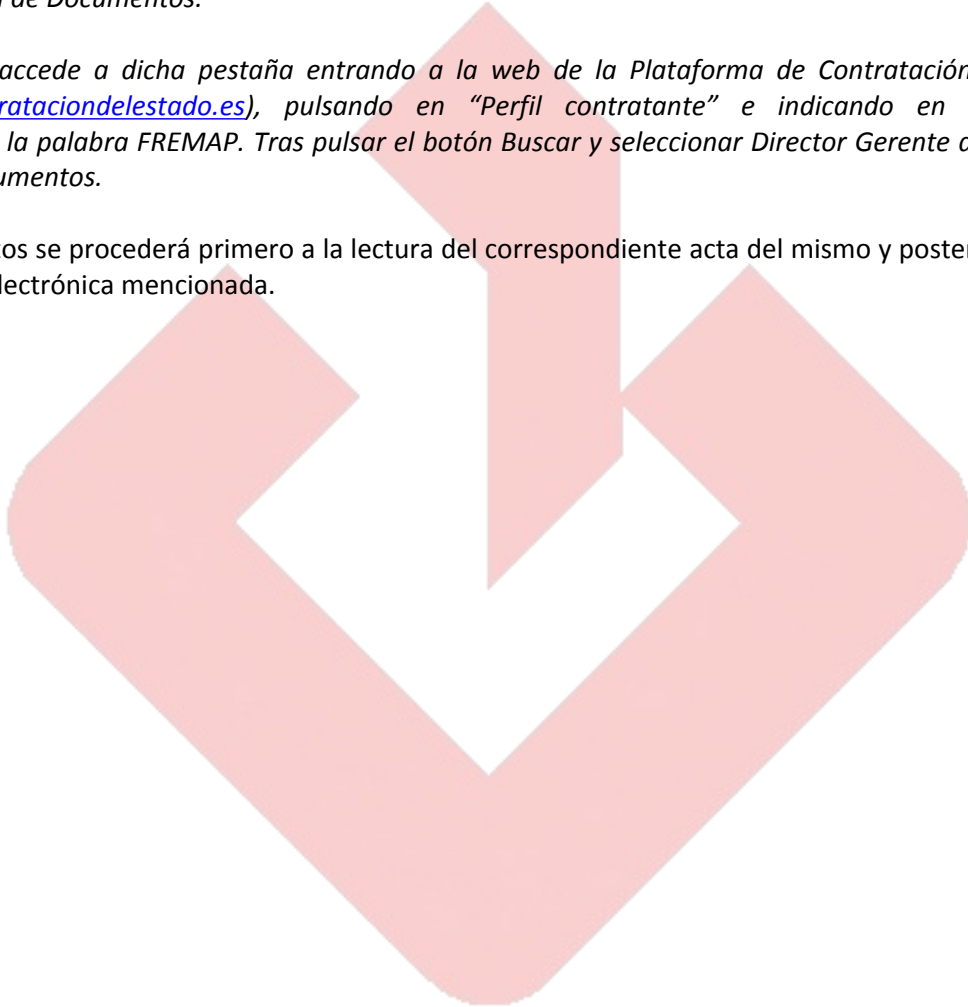 de Documentos.
accede a dicha pestaña entrando a la web de la Plataforma de Contratación
rataciondelestado.es), pulsando en “Perfil contratante” e indicando en
la palabra FREMAP. Tras pulsar el botón Buscar y seleccionar Director Gerente
umentos.
tos se procederá primero a la lectura del correspondiente acta del mismo y poster
lectrónica mencionada.